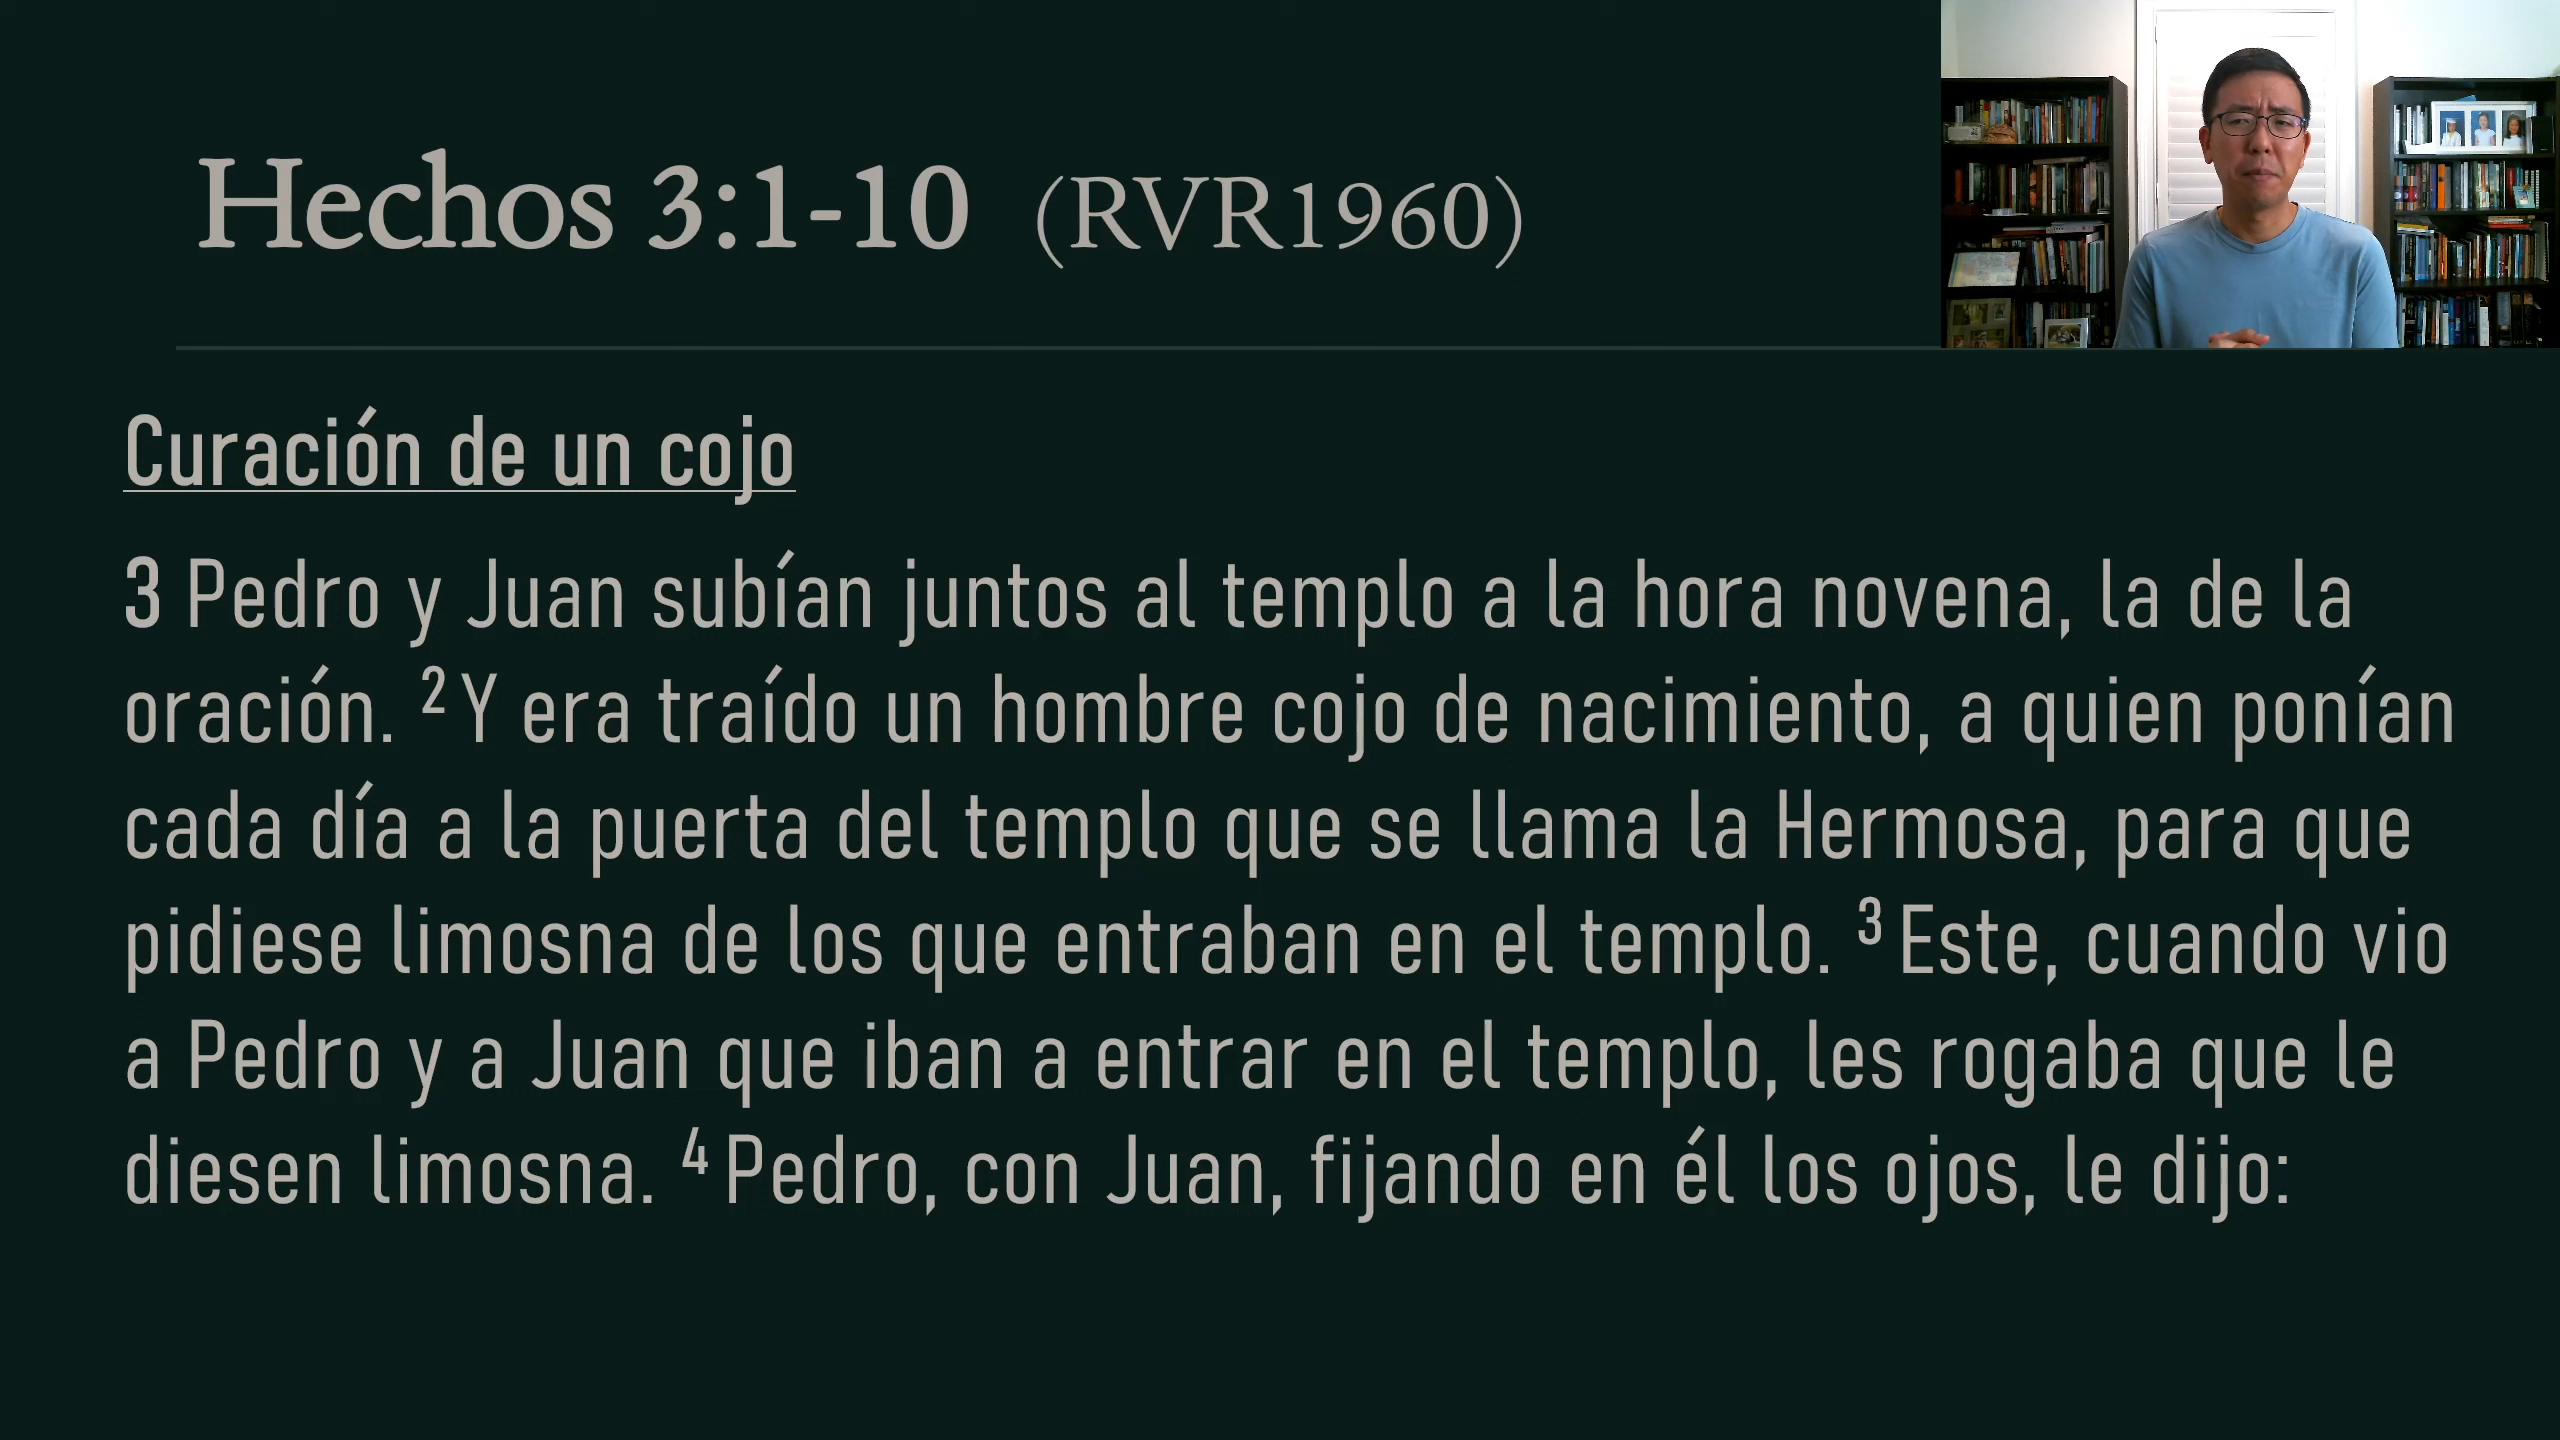 Hechos 3:1-10 (RVR1960)
Curación de un cojo
3 Pedro y Juan subían juntos al templo a la hora novena, la de la
oración. ² Y era traído un hombre cojo de nacimiento, a quien ponían
cada día a la puerta del templo que se llama la Hermosa, para que
pidiese limosna de los que entraban en el templo. ³ Este, cuando vio
a Pedro y a Juan que iban a entrar en el templo, les rogaba que le
diesen limosna. ⁴ Pedro, con Juan, fijando en él los ojos, le dijo: